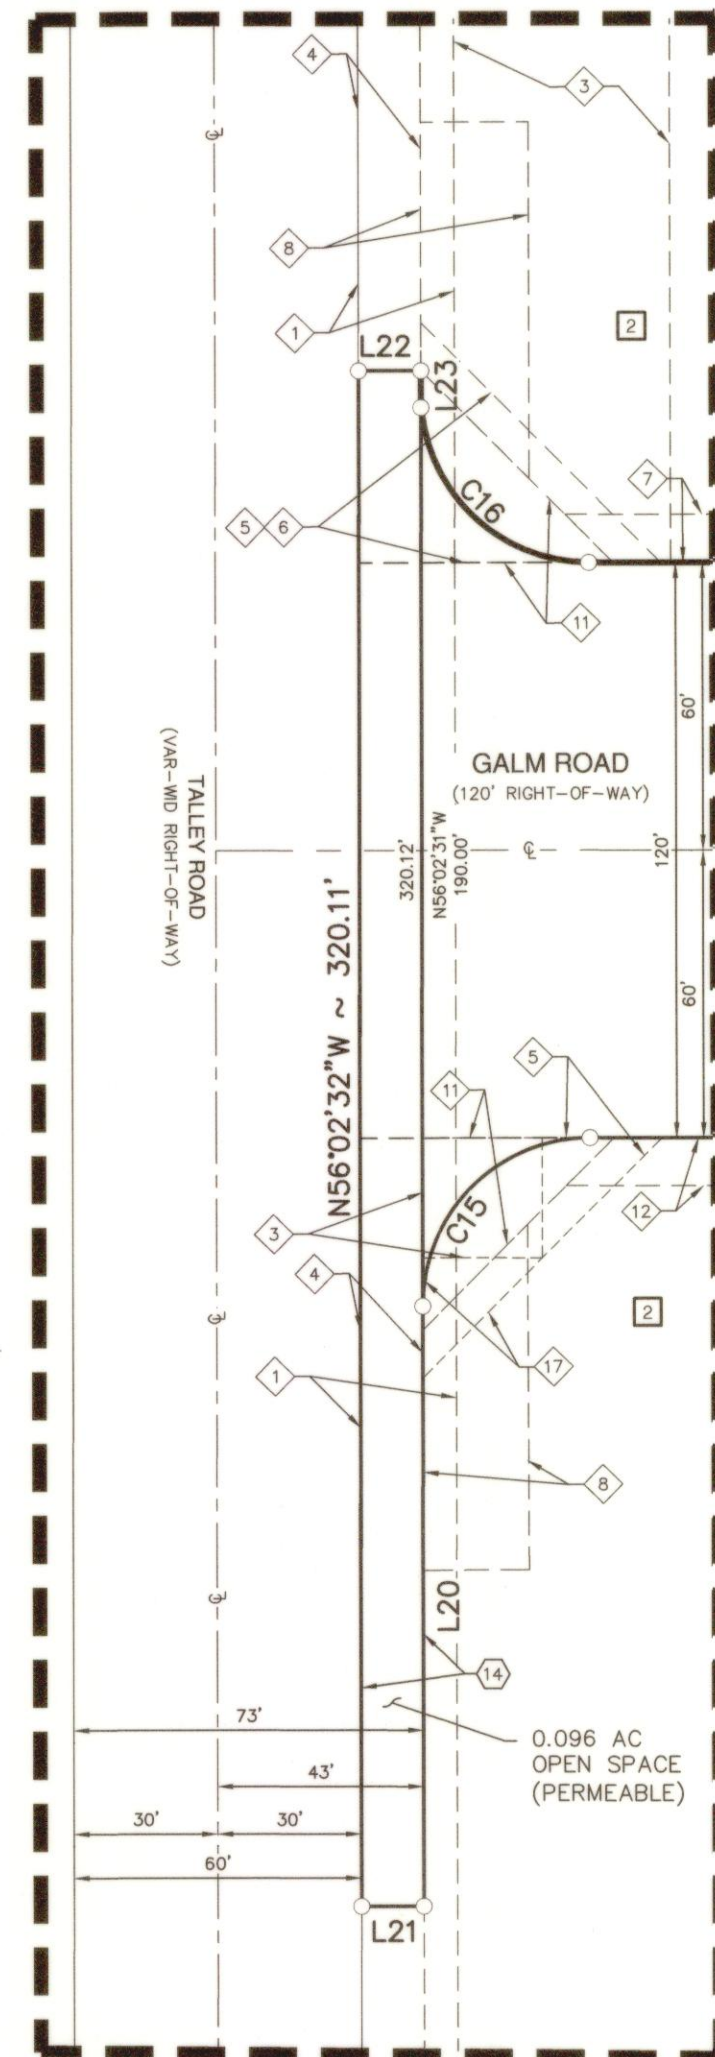 4
3
8
1
2
L22
L23
C16
7
5
6
11
60'
GALM ROAD
(120' RIGHT-OF-WAY)
TALLEY ROAD
(VAR-WID RIGHT-OF-WAY)
320.12'
N56°02'31"W
190.00'
℄
℄
120'
N56°02'32"W ~ 320.11'
60'
5
11
C15
3
12
4
2
℄
17
1
8
℄
L20
14
73'
0.096 AC
OPEN SPACE
(PERMEABLE)
43'
30'
30'
60'
L21